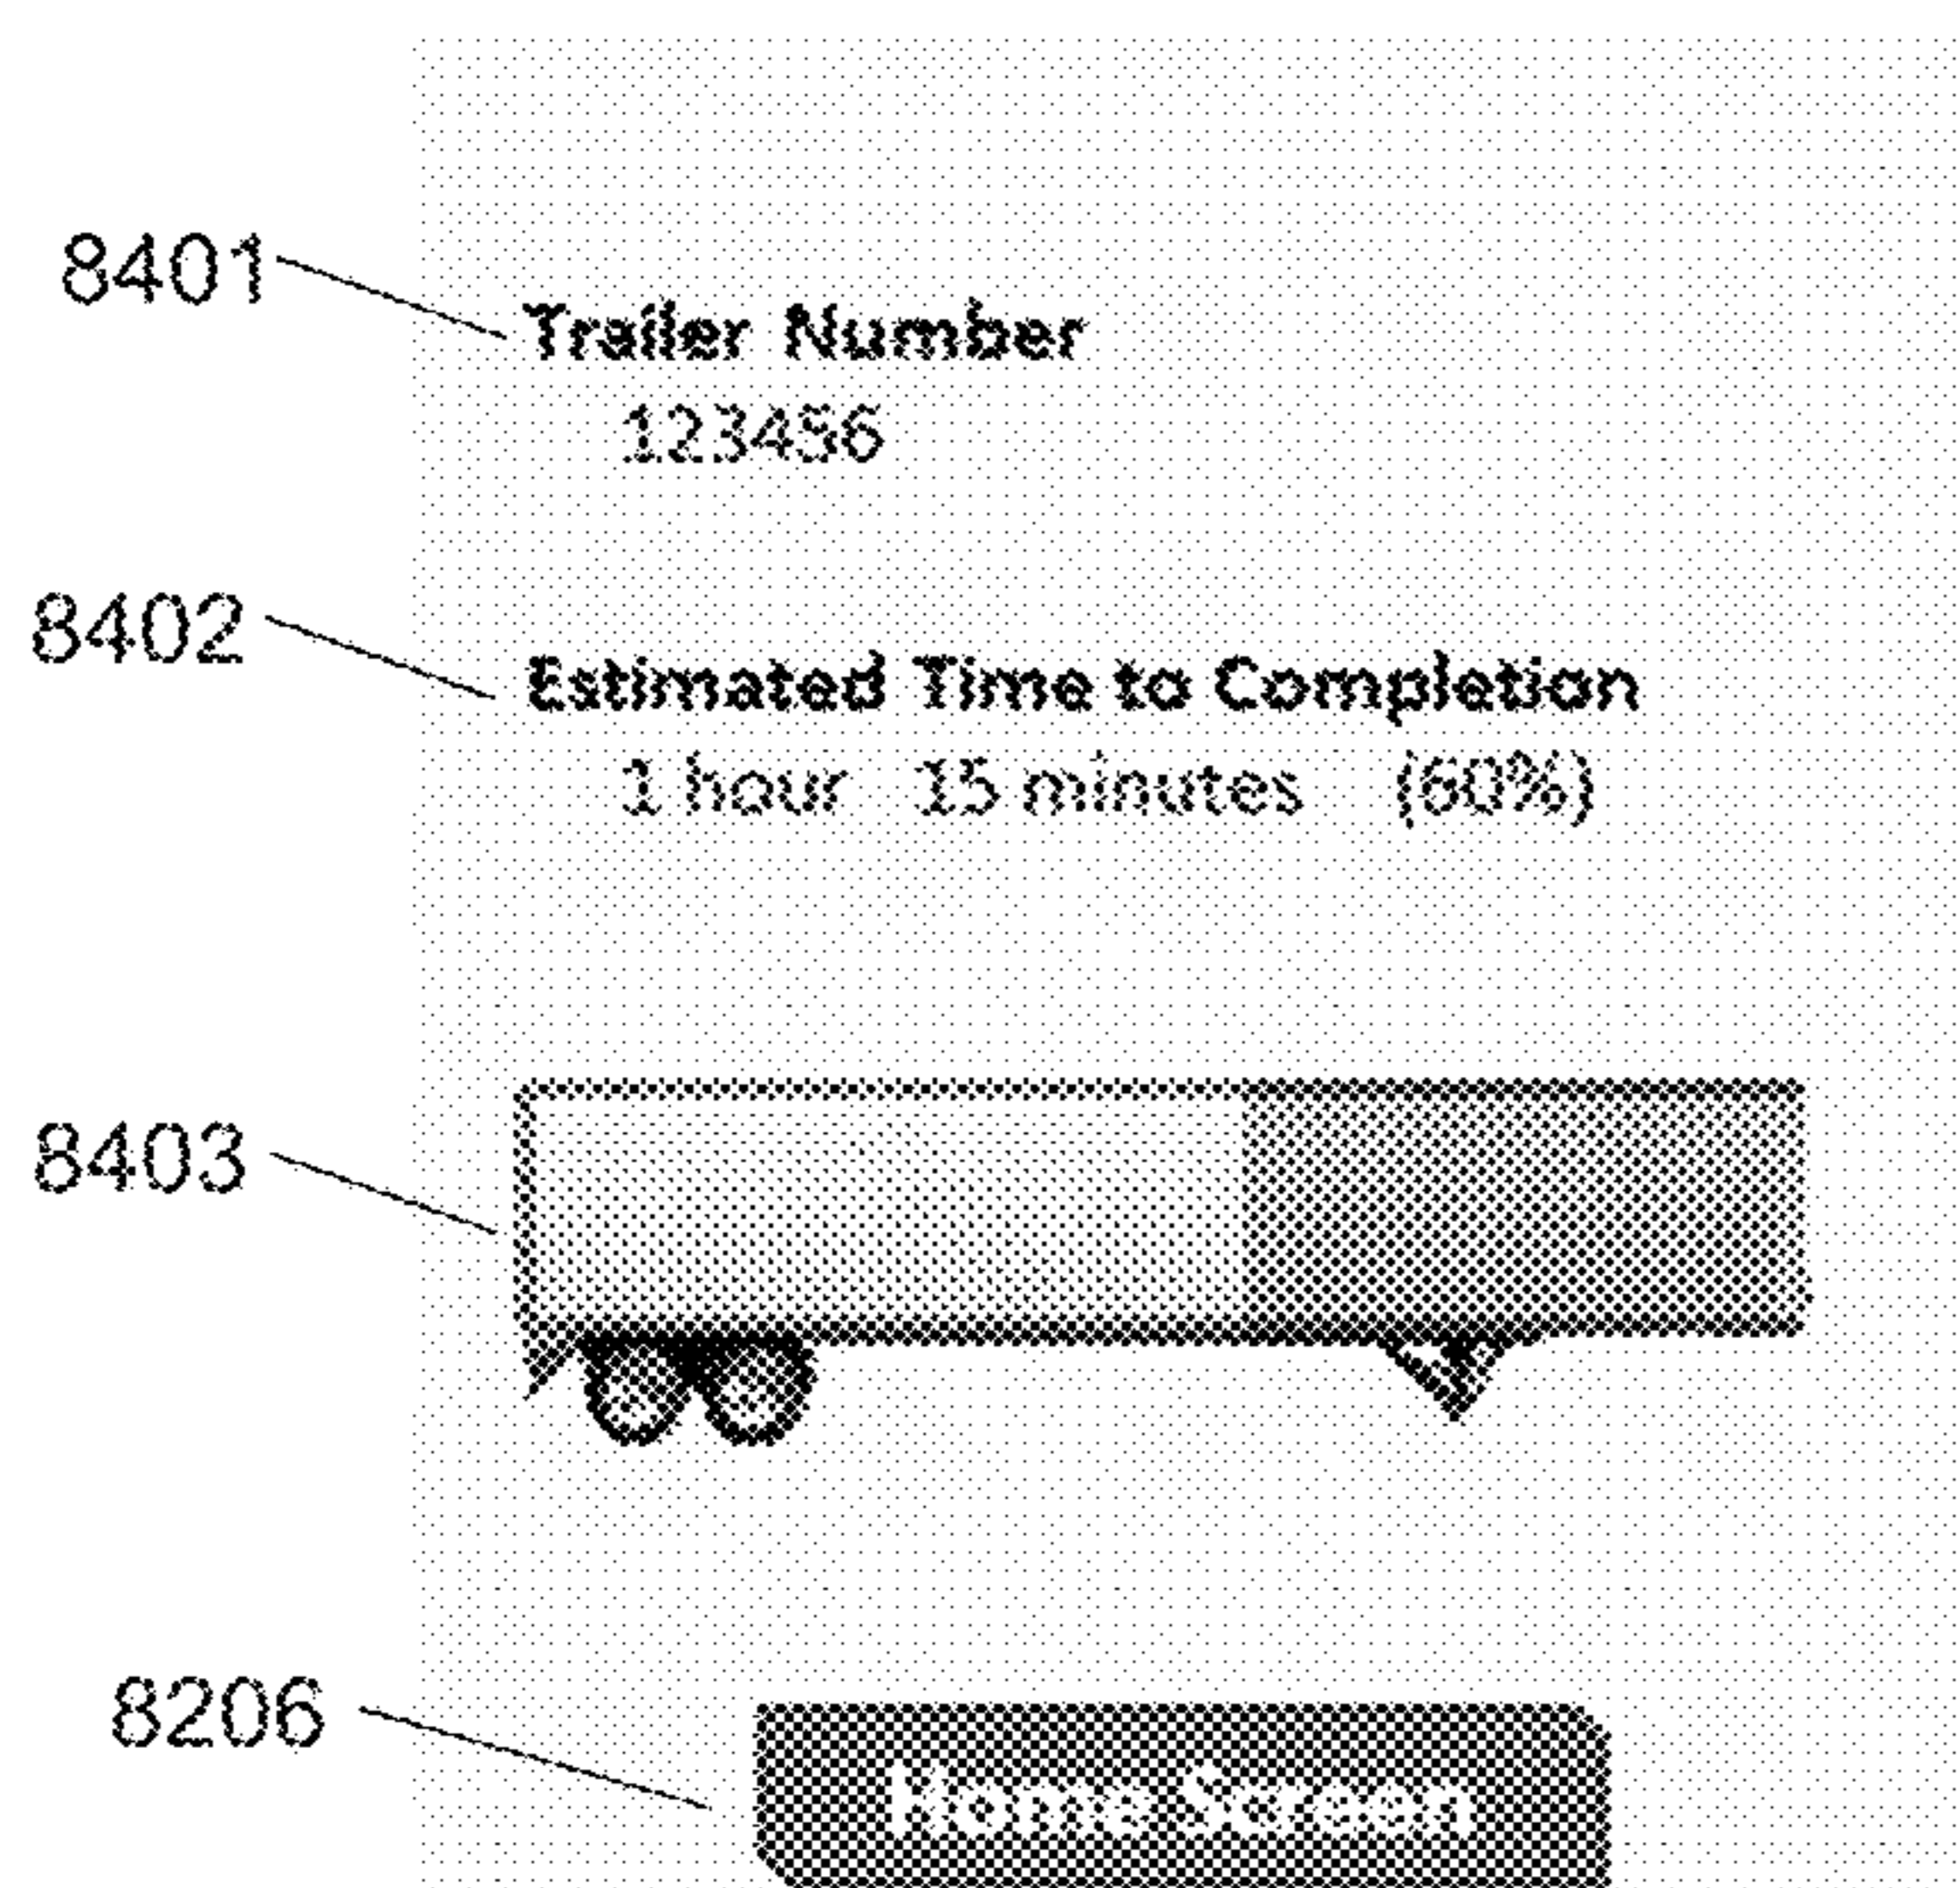 8401
Trailer Number
123456
8402
Estimated Time to Completion
1 hour 15 minutes (60%)
8403
8206
Home Screen